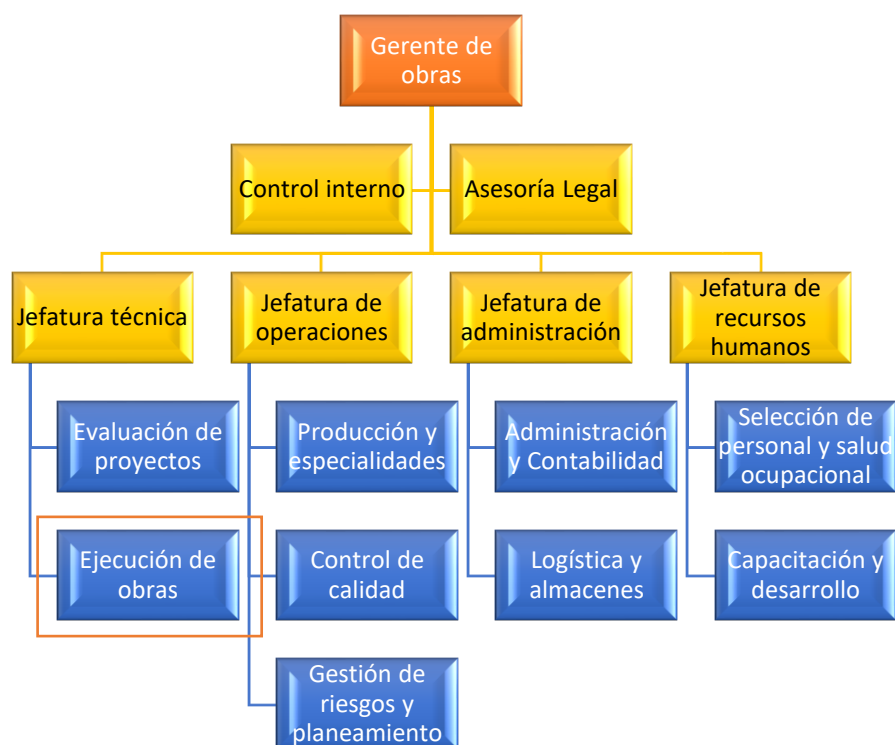 Gerente de
obras
Control interno
Asesoría Legal
Jefatura técnica
Jefatura de
operaciones
Jefatura de
administración
Jefatura de
recursos
humanos
Evaluación de
proyectos
Producción y
especialidades
Administración
y Contabilidad
Selección de
personal y salud
ocupacional
Ejecución de
obras
Control de
calidad
Logística y
almacenes
Capacitación y
desarrollo
Gestión de
riesgos y
planeamiento